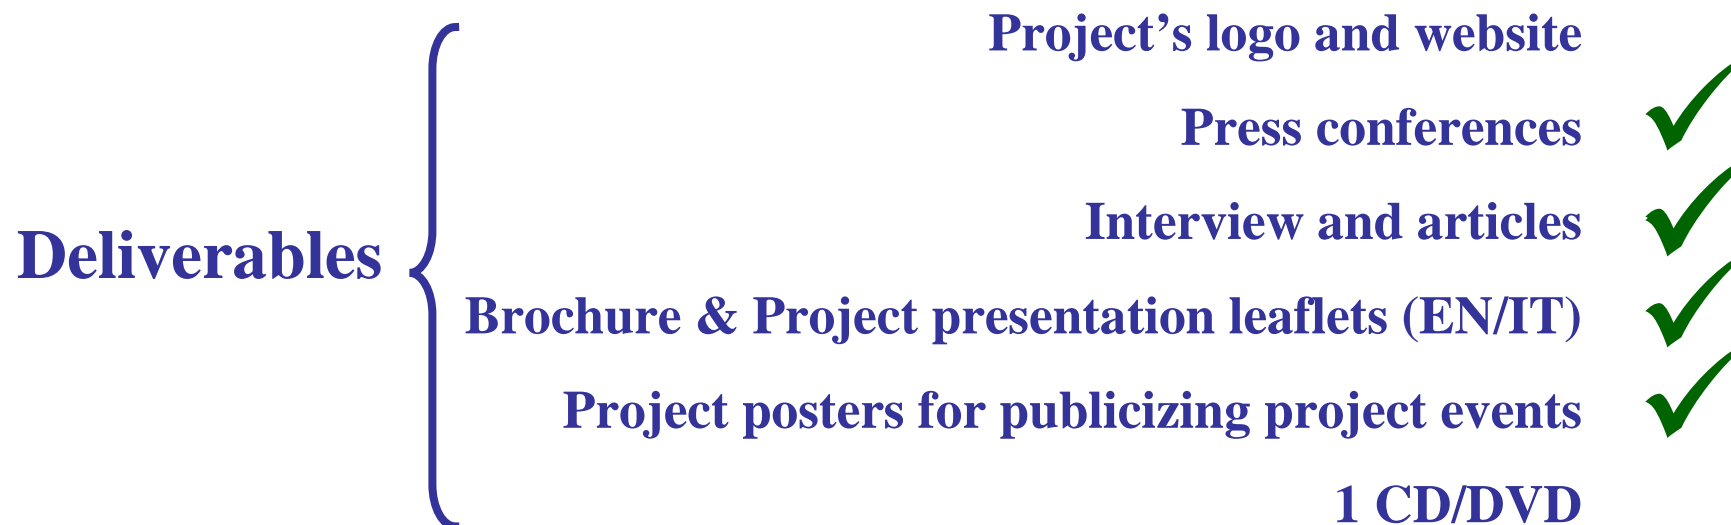 Project’s logo and website
Press conferences
Interview and articles
Deliverables
Brochure & Project presentation leaflets (EN/IT)
Project posters for publicizing project events
1 CD/DVD